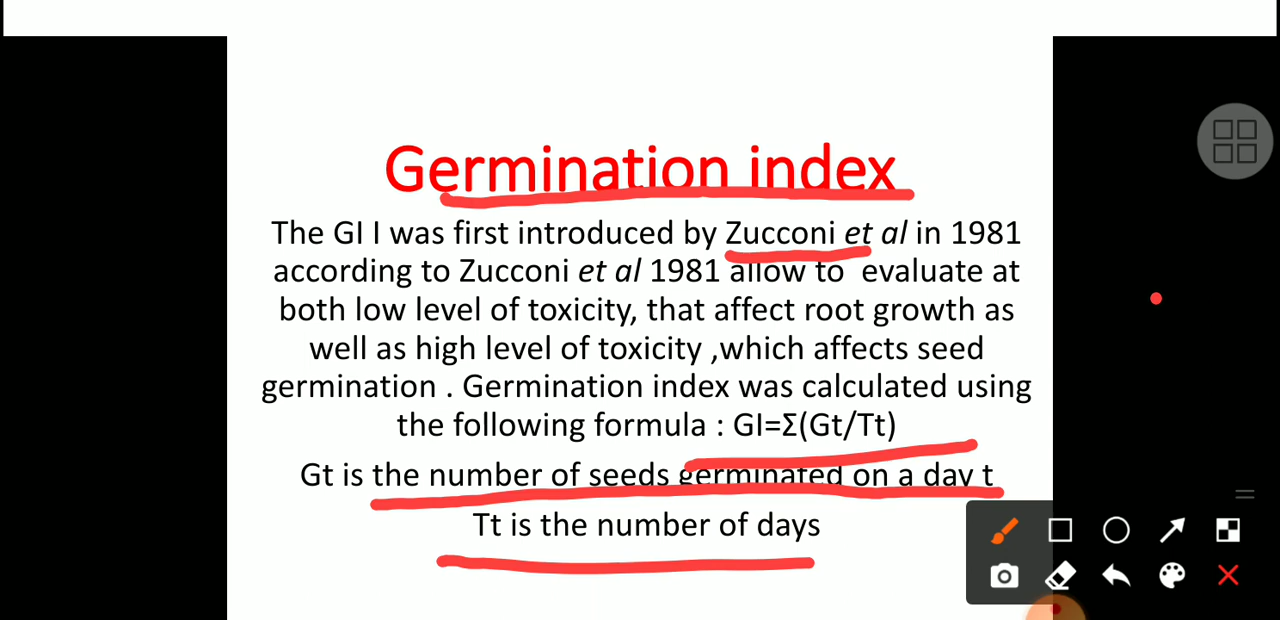 Germination index
The GI I was first introduced by Zucconi et al in 1981
according to Zucconi et al 1981 allow to evaluate at
both low level of toxicity, that affect root growth as
well as high level of toxicity ,which affects seed
germination . Germination index was calculated using
the following formula : GI=Σ(Gt/Tt)
Gt is the number of seeds germinated on a day t
Tt is the number of days